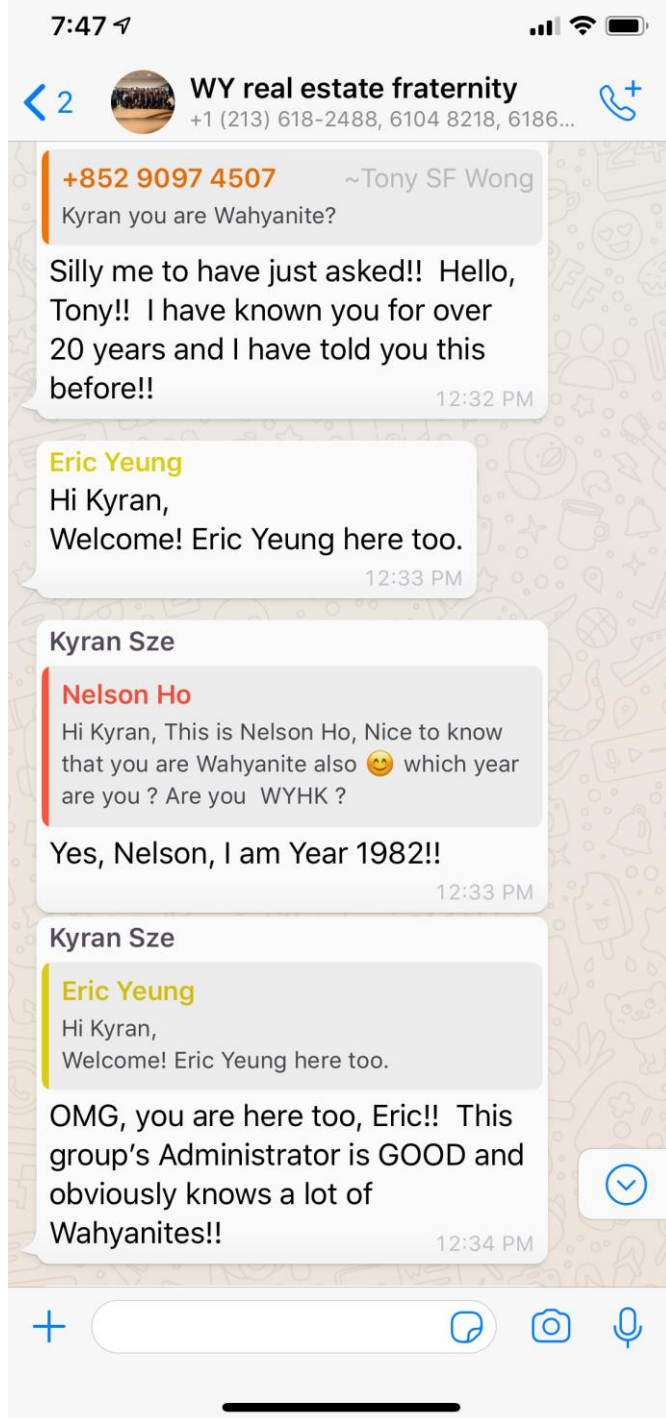 7:47
2
WY real estate fraternity
+1 (213) 618-2488, 6104 8218, 6186...
+852 9097 4507 ~Tony SF Wong
Kyran you are Wahyanite?
Silly me to have just asked!! Hello,
Tony!! I have known you for over
20 years and I have told you this
before!!
12:32 PM
Eric Yeung
Hi Kyran,
Welcome! Eric Yeung here too.
12:33 PM
Kyran Sze
Nelson Ho
Hi Kyran, This is Nelson Ho, Nice to know
that you are Wahyanite also 😊 which year
are you ? Are you WYHK ?
Yes, Nelson, I am Year 1982!!
12:33 PM
Kyran Sze
Eric Yeung
Hi Kyran,
Welcome! Eric Yeung here too.
OMG, you are here too, Eric!! This
group's Administrator is GOOD and
obviously knows a lot of
Wahyanites!!
12:34 PM